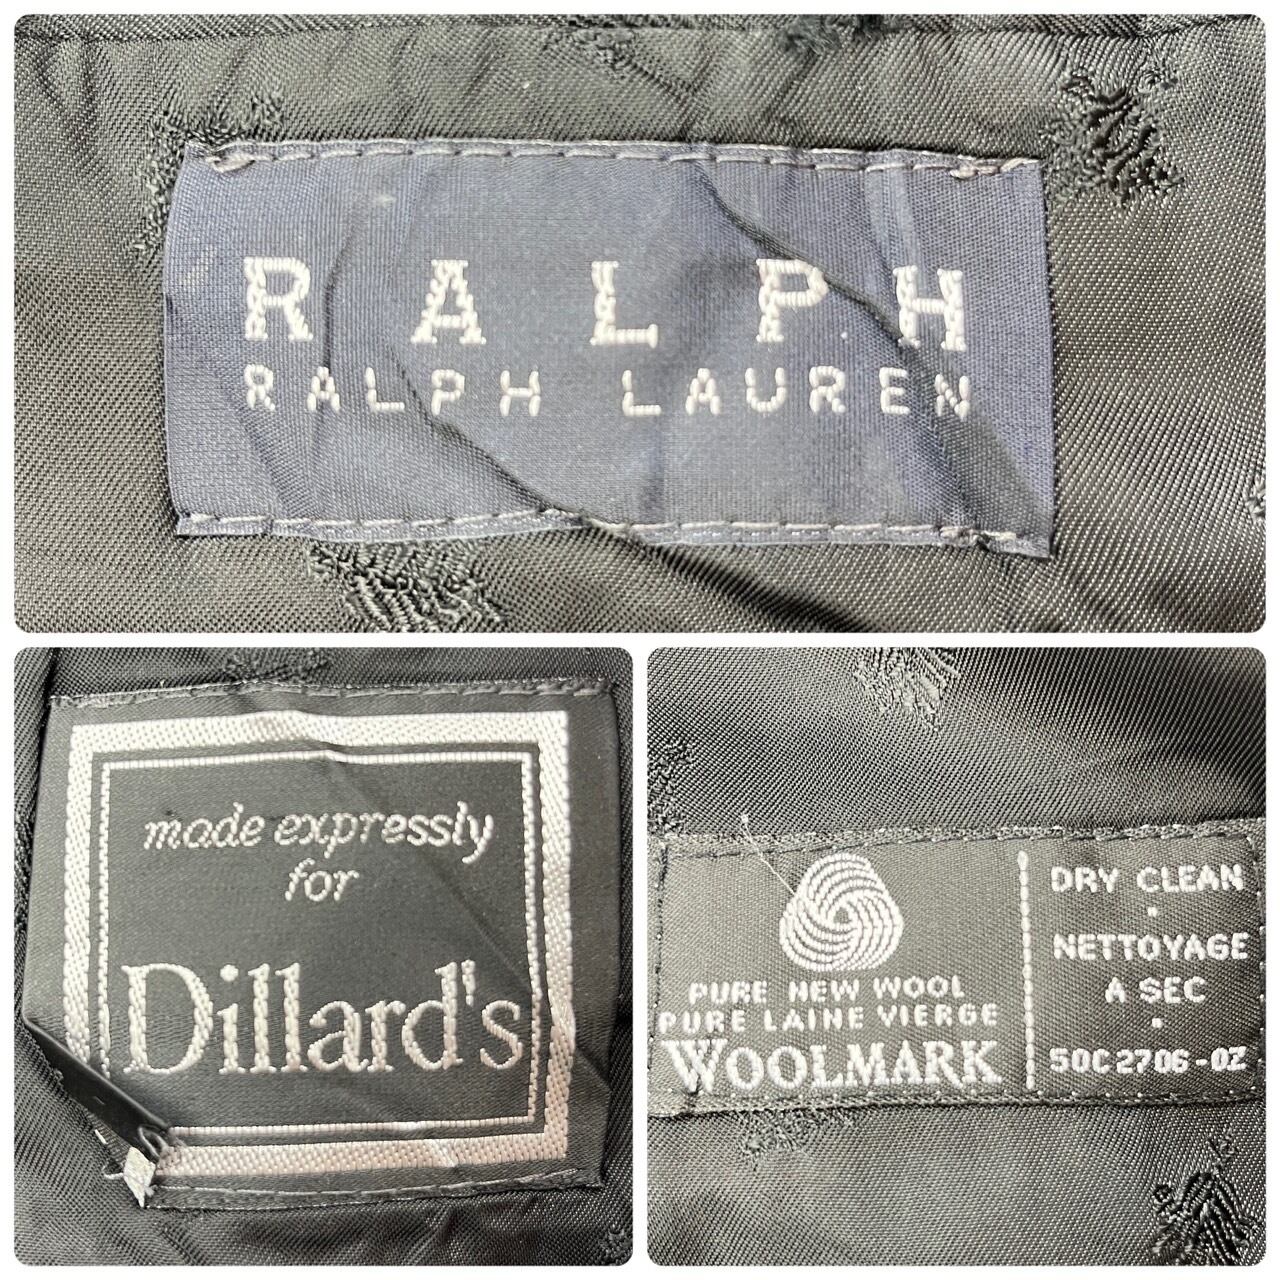 RALPH
RALPH LAUREN
made expressly
for
Dillard's
PURE NEW WOOL
PURE LAINE VIERGE
WOOLMARK
DRY CLEAN
•
NETTOYAGE
A SEC
•
50C2706-0Z